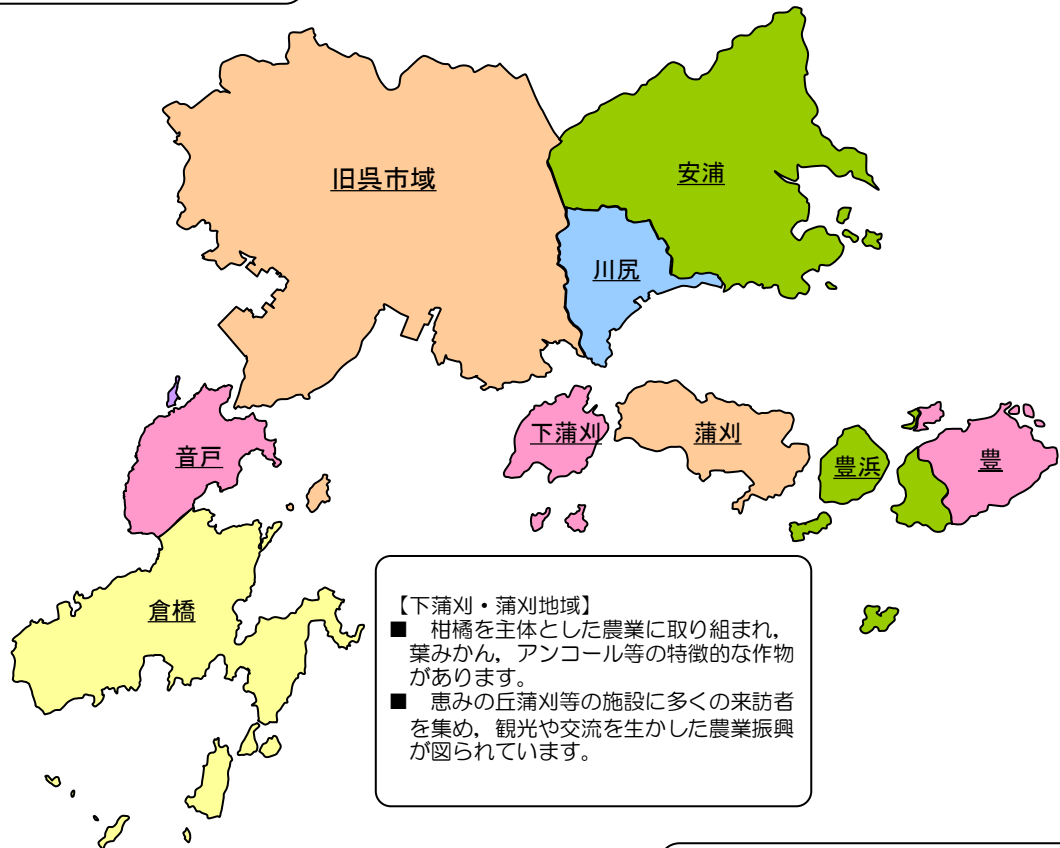 旧呉市域
安浦
川尻
音戸
下蒲刈
蒲刈
豊浜
豊
倉橋
【下蒲刈・蒲刈地域】
■　柑橘を主体とした農業に取り組まれ，
葉みかん，アンコール等の特徴的な作物
があります。
■　恵みの丘蒲刈等の施設に多くの来訪者
を集め，観光や交流を生かした農業振興
が図られています。